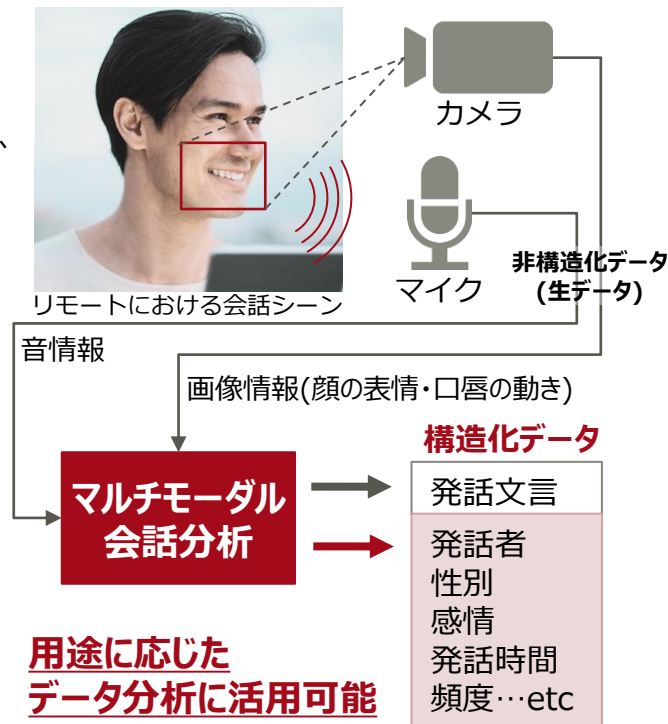 、
カメラ
マイク
非構造化データ
(生データ)
リモートにおける会話シーン
音情報
画像情報(顔の表情・口唇の動き)
構造化データ
マルチモーダル
会話分析
発話文言
発話者
性別
感情
発話時間
頻度…etc
用途に応じた
データ分析に活用可能